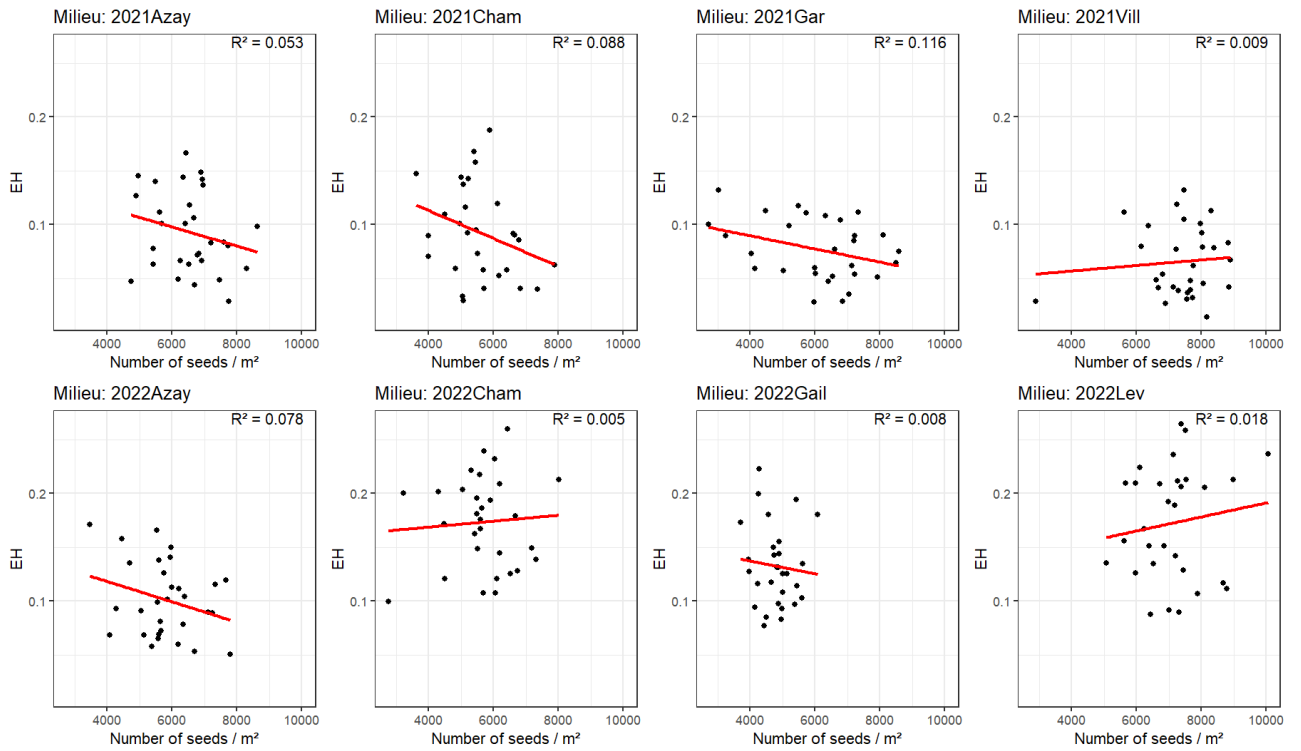 Milieu: 2021Azay
R² = 0.053
0.2
0.1
EH
4000 6000 8000 10000
Number of seeds / m²
Milieu: 2021Cham
R² = 0.088
0.2
0.1
EH
4000 6000 8000 10000
Number of seeds / m²
Milieu: 2021Gar
R² = 0.116
0.2
0.1
EH
4000 6000 8000 10000
Number of seeds / m²
Milieu: 2021Vill
R² = 0.009
0.2
0.1
EH
4000 6000 8000 10000
Number of seeds / m²
Milieu: 2022Azay
R² = 0.078
0.2
0.1
EH
4000 6000 8000 10000
Number of seeds / m²
Milieu: 2022Cham
R² = 0.005
0.2
0.1
EH
4000 6000 8000 10000
Number of seeds / m²
Milieu: 2022Gail
R² = 0.008
0.2
0.1
EH
4000 6000 8000 10000
Number of seeds / m²
Milieu: 2022Lev
R² = 0.018
0.2
0.1
EH
4000 6000 8000 10000
Number of seeds / m²